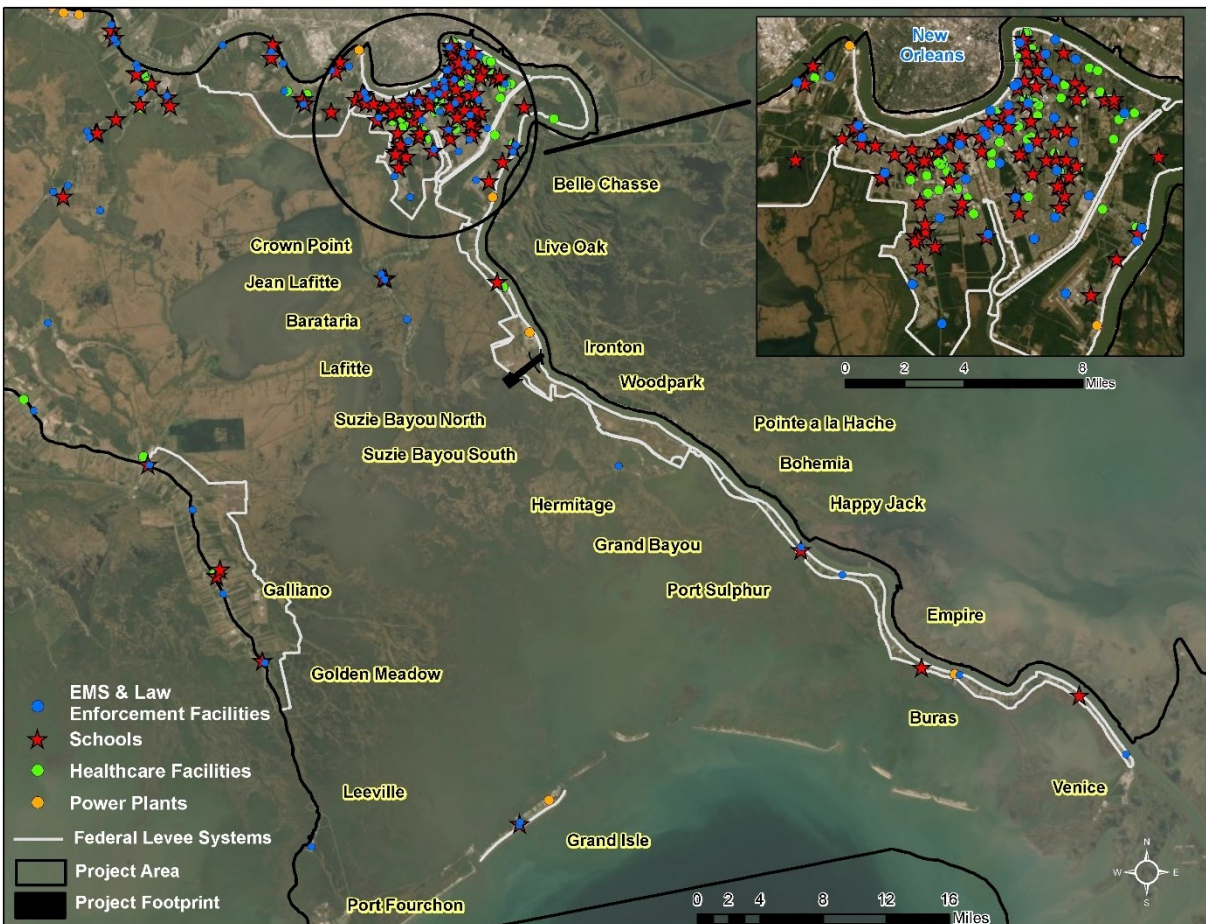 New
Orleans
0 2 4 8
Miles
Belle Chasse
Crown Point
Live Oak
Jean Lafitte
Barataria
Ironton
Lafitte
Woodpark
Suzie Bayou North
Pointe a la Hache
Suzie Bayou South
Bohemia
Hermitage
Happy Jack
Grand Bayou
Galliano
Port Sulphur
Empire
Golden Meadow
Buras
Leeville
Venice
Grand Isle
Port Fourchon
EMS & Law
Enforcement Facilities
Schools
Healthcare Facilities
Power Plants
Federal Levee Systems
Project Area
Project Footprint
N
W E
S
0 2 4 8 12 16
Miles